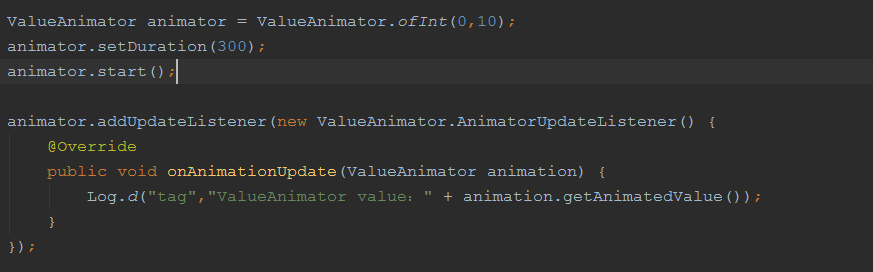 ValueAnimator animator = ValueAnimator.ofInt(0,10);
animator.setDuration(300);
animator.start();
animator.addUpdateListener(new ValueAnimator.AnimatorUpdateListener() {
@Override
public void onAnimationUpdate(ValueAnimator animation) {
Log.d("tag","ValueAnimator value：" + animation.getAnimatedValue());
}
});